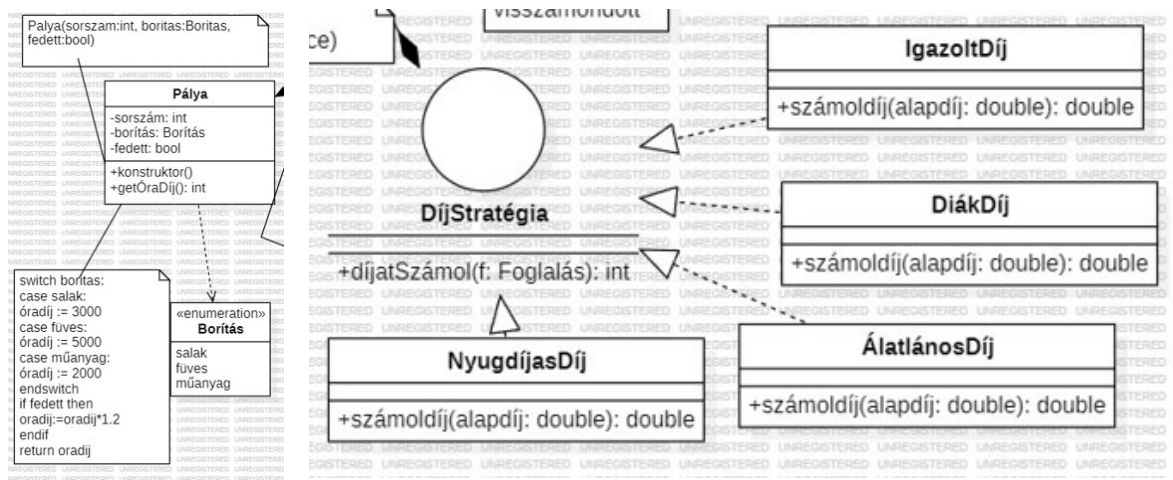 Palya(sorszam:int, boritas:Boritas,
fedett:bool)
Pálya
-sorszám: int
-borítás: Borítás
-fedett: bool
+konstruktor()
+getÓraDíj(): int
switch boritas:
case salak:
óradíj := 3000
case füves:
óradíj := 5000
case műanyag:
óradíj := 2000
endswitch
if fedett then
oradij:=oradij*1.2
endif
return oradij
«enumeration»
Borítás
salak
füves
műanyag
visszamondott
ce)
DíjStratégia
+díjatSzámol(f: Foglalás): int
IgazoltDíj
+számoldíj(alapdíj: double): double
DiákDíj
+számoldíj(alapdíj: double): double
NyugdíjasDíj
+számoldíj(alapdíj: double): double
ÁlatlánosDíj
+számoldíj(alapdíj: double): double
UNREGISTERED